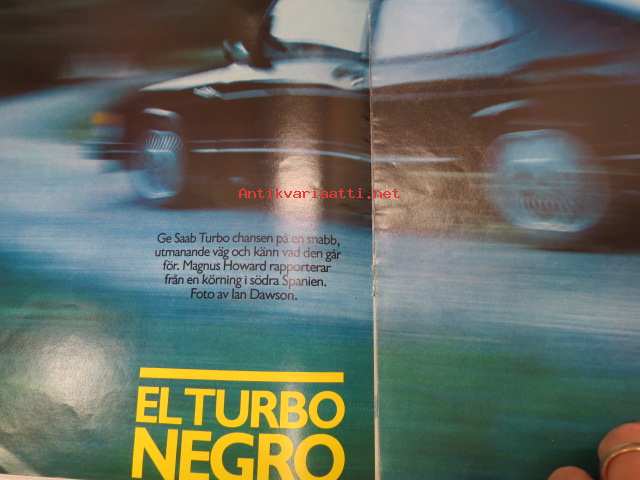 Antikvariaatti.net
Ge Saab Turbo chansen på en snabb,
utmanande väg och känn vad den går
för. Magnus Howard rapporterar
från en körning i södra Spanien.
Foto av Ian Dawson.
EL TURBO
NEGRO